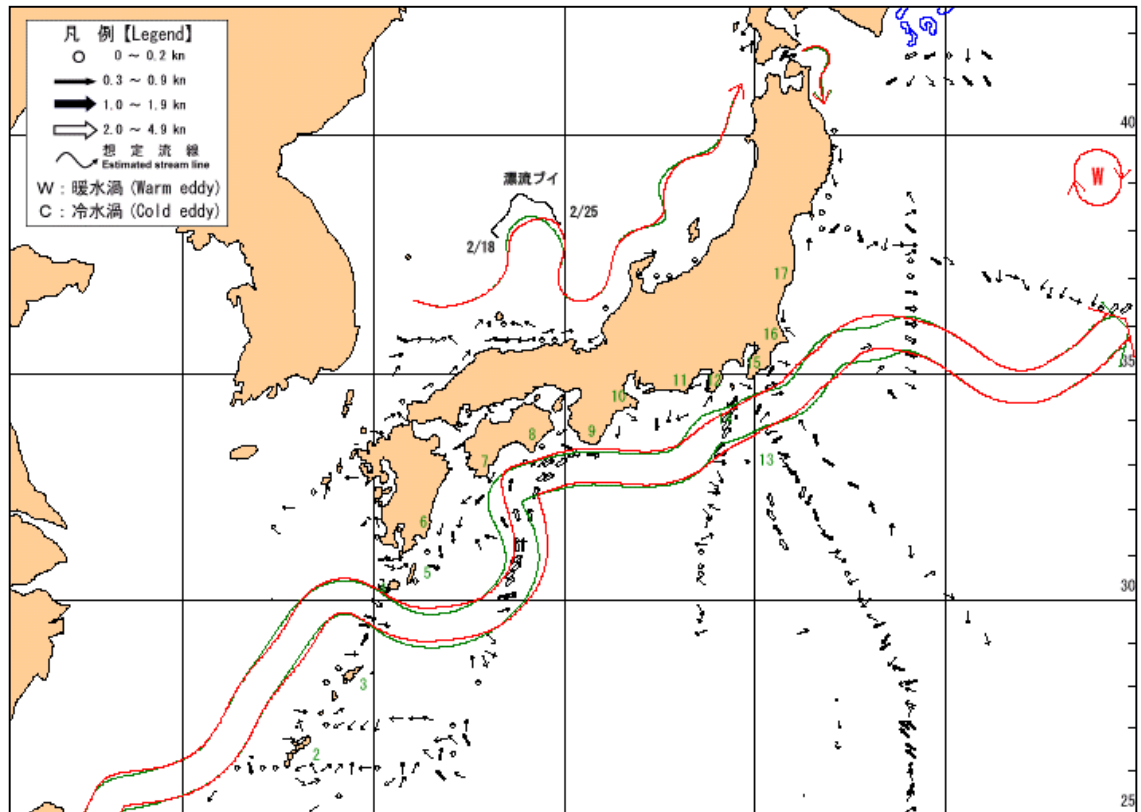 凡 例【Legend】
0 ～ 0.2 kn
0.3 ～ 0.9 kn
1.0 ～ 1.9 kn
2.0 ～ 4.9 kn
想 定 流 線
Estimated stream line
W : 暖水渦 (Warm eddy)
C : 冷水渦 (Cold eddy)
40
W
漂流ブイ
2/25
2/18
17
16
15
35
11
12
10
9
8
7
13
6
5
30
3
2
25